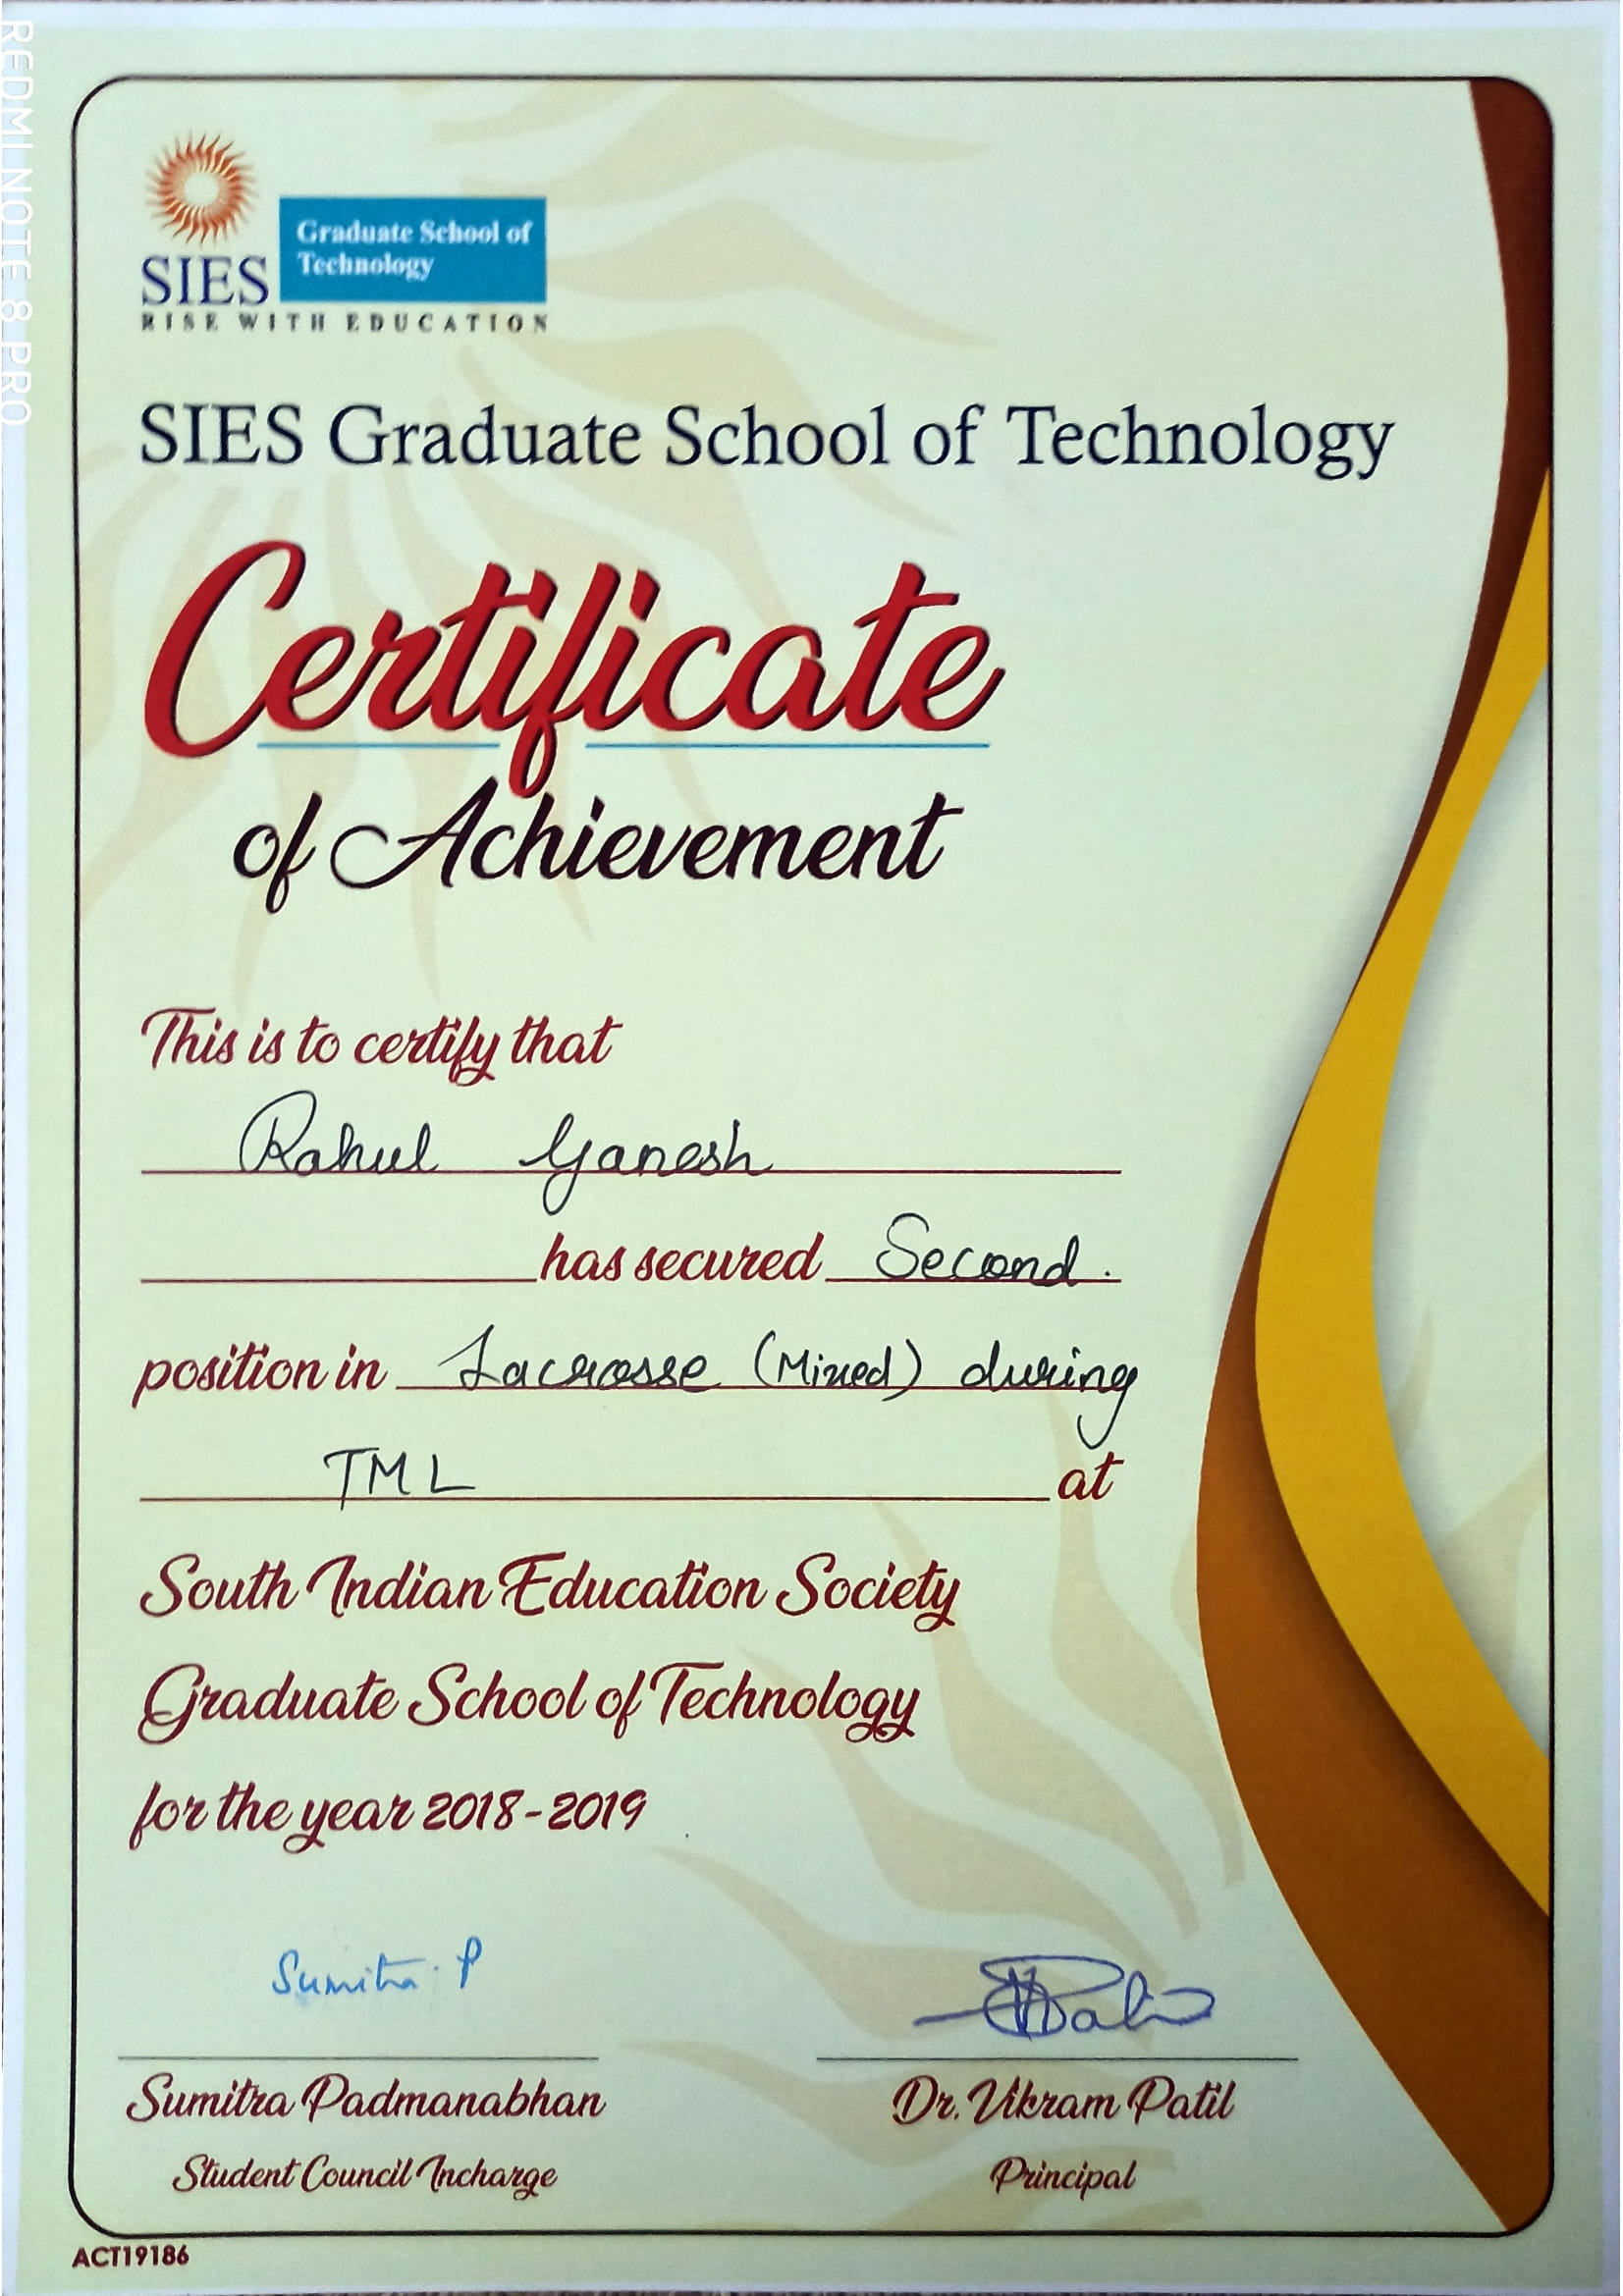 REDMI NOTE 8 PRO
Graduate School of
Technology
SIES
RISE WITH EDUCATION
SIES Graduate School of Technology
Certificate
of Achievement
This is to certify that
Rahul Ganesh
has secured Second.
position in Lacrosse (Mixed) during
TML at
South Indian Education Society
Graduate School of Technology
for the year 2018-2019
Sumitra P
Sumitra Padmanabhan
Dr. Vikram Patil
Student Council Incharge
Principal
ACT19186